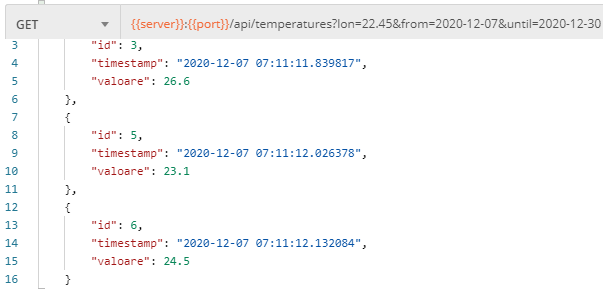 GET {{server}}:{{port}}/api/temperatures?lon=22.45&from=2020-12-07&until=2020-12-30
3 "id": 3,
4 "timestamp": "2020-12-07 07:11:11.839817",
5 "valoare": 26.6
6 },
7 {
8 "id": 5,
9 "timestamp": "2020-12-07 07:11:12.026378",
10 "valoare": 23.1
11 },
12 {
13 "id": 6,
14 "timestamp": "2020-12-07 07:11:12.132084",
15 "valoare": 24.5
16 }